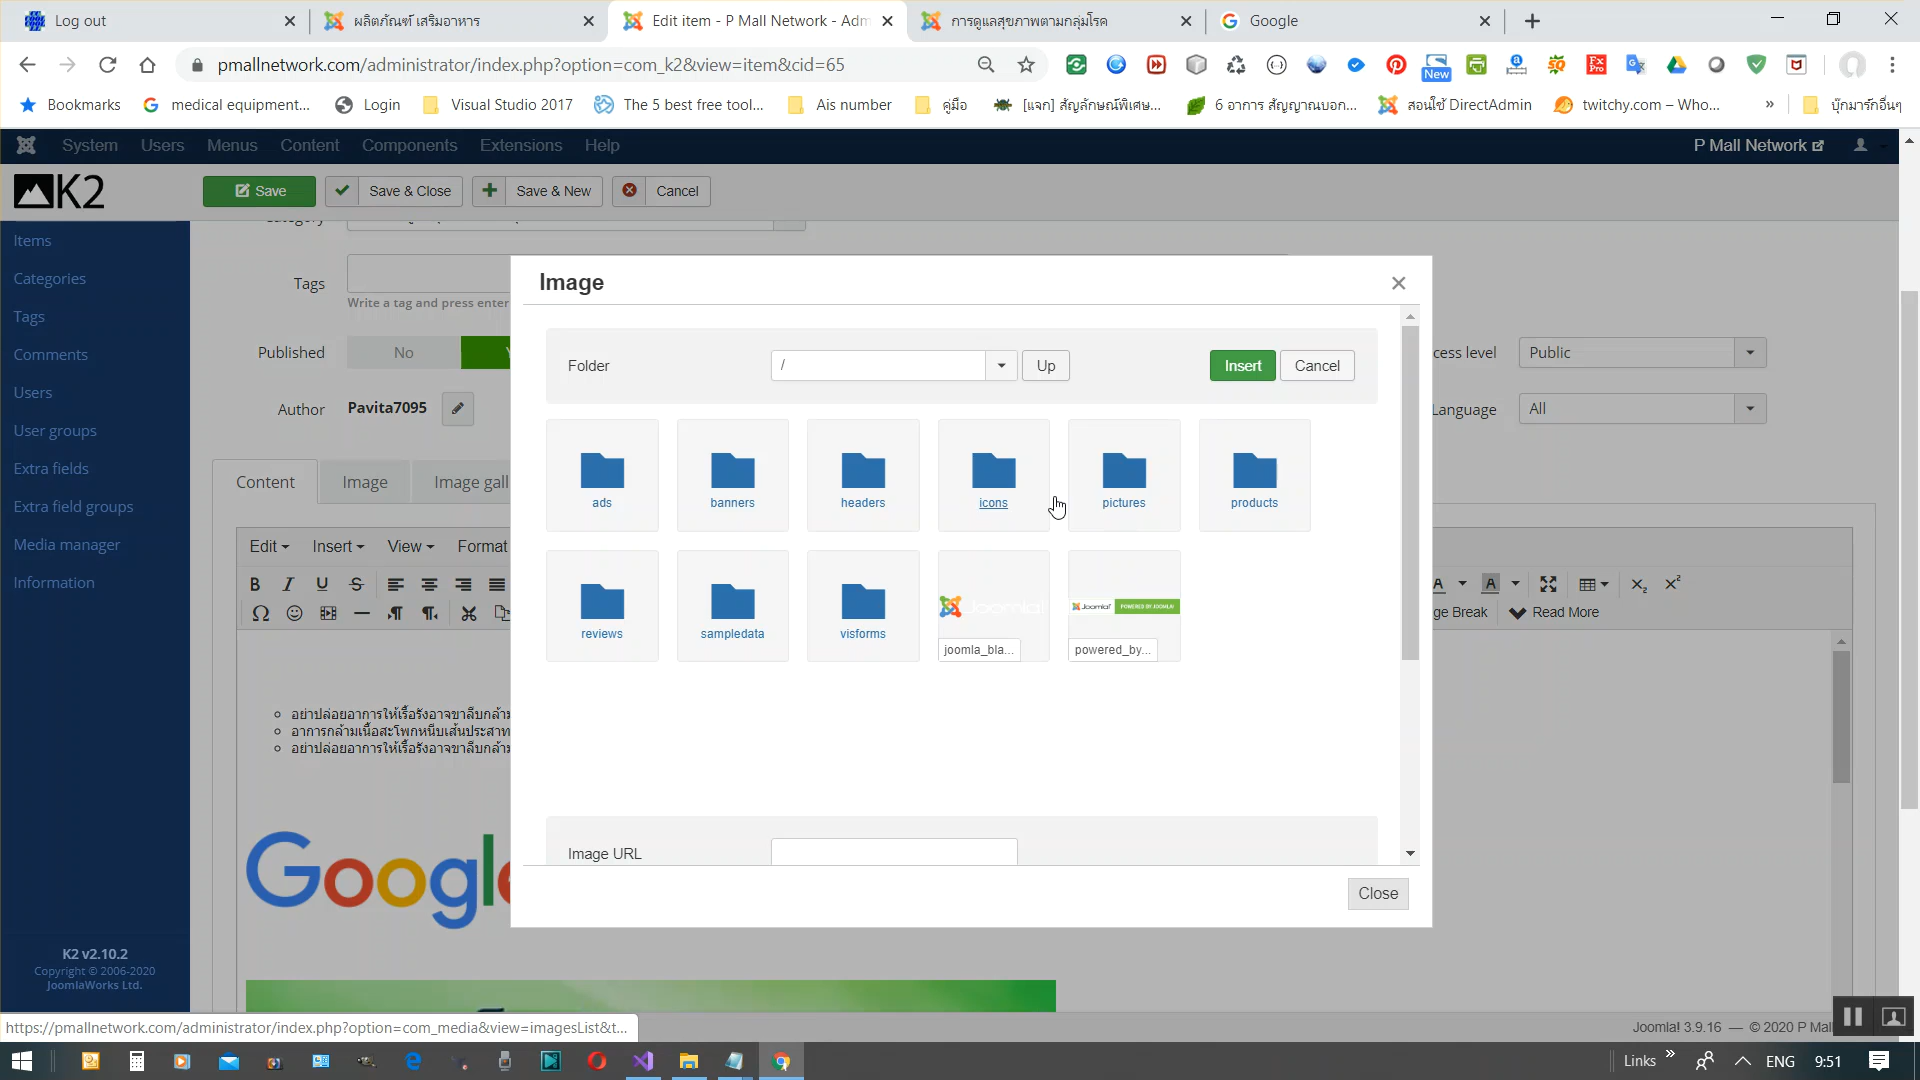 Log out
ผลิตภัณฑ์ เสริมอาหาร
Edit item - P Mall Network - Adm
การดูแลสุขภาพตามกลุ่มโรค
Google
pmallnetwork.com/administrator/index.php?option=com_k2&view=item&cid=65
New
Bookmarks
medical equipment...
Login
Visual Studio 2017
The 5 best free tool...
Ais number
คู่มือ
[แจก] สัญลักษณ์พิเศษ...
6 อาการ สัญญาณบอก...
สอนใช้ DirectAdmin
twitchy.com – Who...
»
บุ๊กมาร์กอื่นๆ
System
Users
Menus
Content
Components
Extensions
Help
P Mall Network
K2
Save
Save & Close
Save & New
Cancel
Items
Categories
Tags
Comments
Users
User groups
Extra fields
Extra field groups
Media manager
Information
K2 v2.10.2
Copyright © 2006-2020
JoomlaWorks Ltd.
Category
Tags
Write a tag and press enter
Published
No
Author
Pavita7095
cess level
Public
Language
All
Content
Image
Image gall
Edit
Insert
View
Format
ge Break
Read More
อย่าปล่อยอาการให้เรื้อรังอาจขาลีบกล้าม
อาการกล้ามเนื้อสะโพกหนีบเส้นประสาท
อย่าปล่อยอาการให้เรื้อรังอาจขาลีบกล้าม
Google
Image
Folder
/
Up
Insert
Cancel
ads
banners
headers
icons
pictures
products
reviews
sampledata
visforms
Joomla!
joomla_bla...
Joomla!
POWERED BY JOOMLA!
powered_by...
Image URL
Close
https://pmallnetwork.com/administrator/index.php?option=com_media&view=imagesList&t...
Joomla! 3.9.16 — © 2020 P Mal
Links
»
ENG
9:51